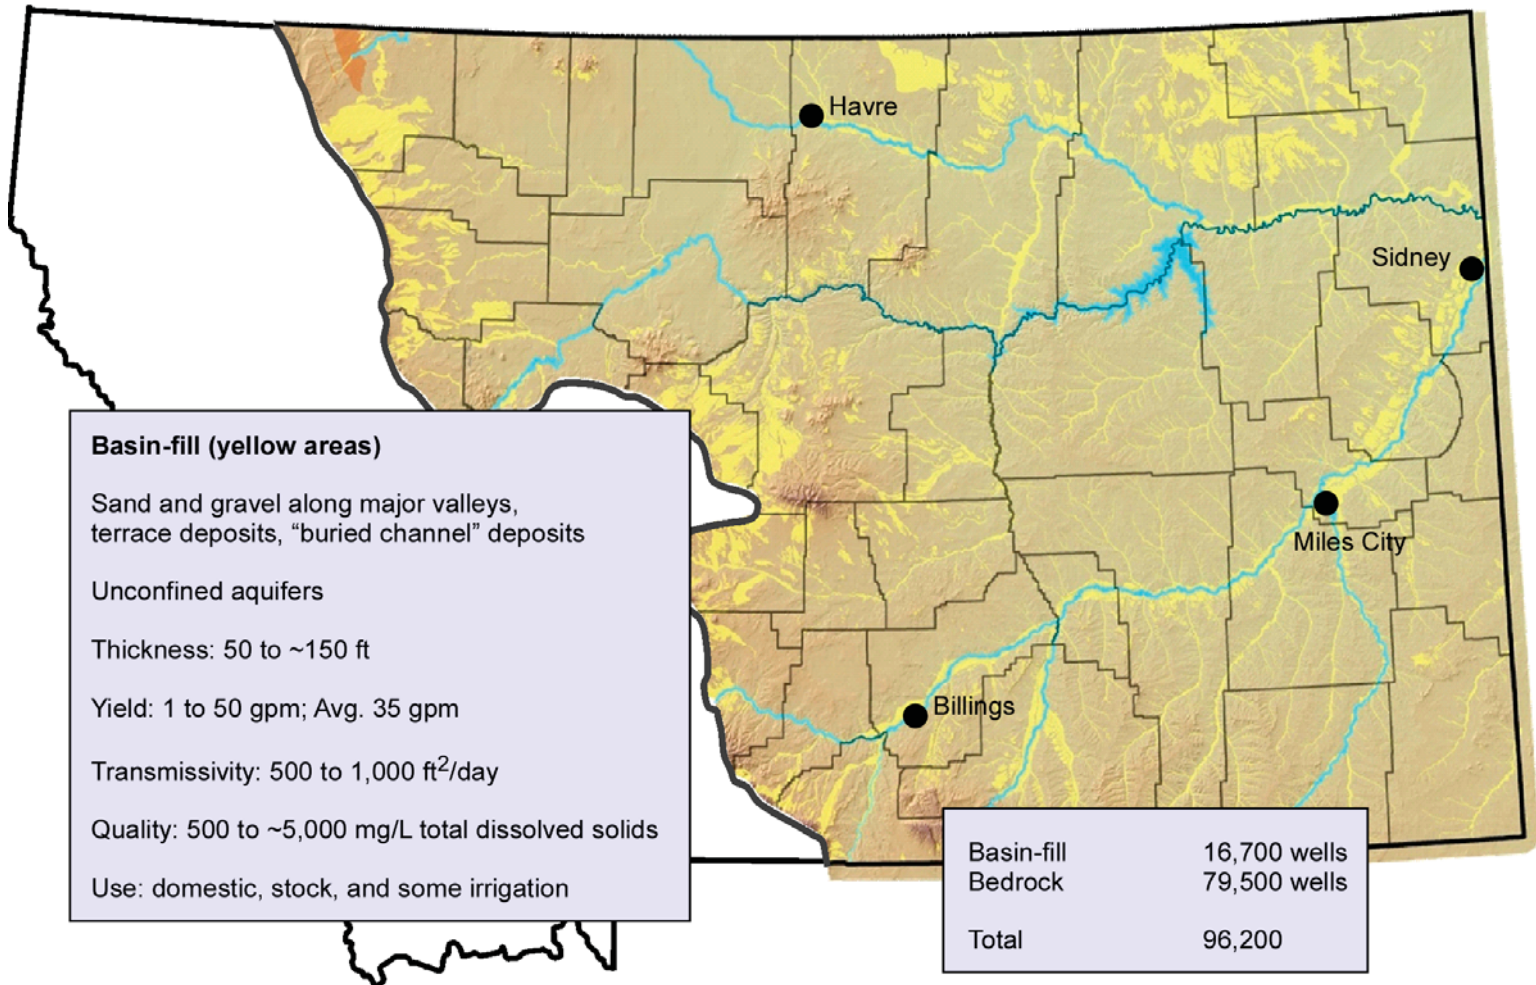 Havre
Sidney
Basin-fill (yellow areas)
Sand and gravel along major valleys,
terrace deposits, “buried channel” deposits
Unconfined aquifers
Thickness: 50 to ~150 ft
Yield: 1 to 50 gpm; Avg. 35 gpm
Transmissivity: 500 to 1,000 ft²/day
Quality: 500 to ~5,000 mg/L total dissolved solids
Use: domestic, stock, and some irrigation
Miles City
Billings
Basin-fill 16,700 wells
Bedrock 79,500 wells
Total 96,200